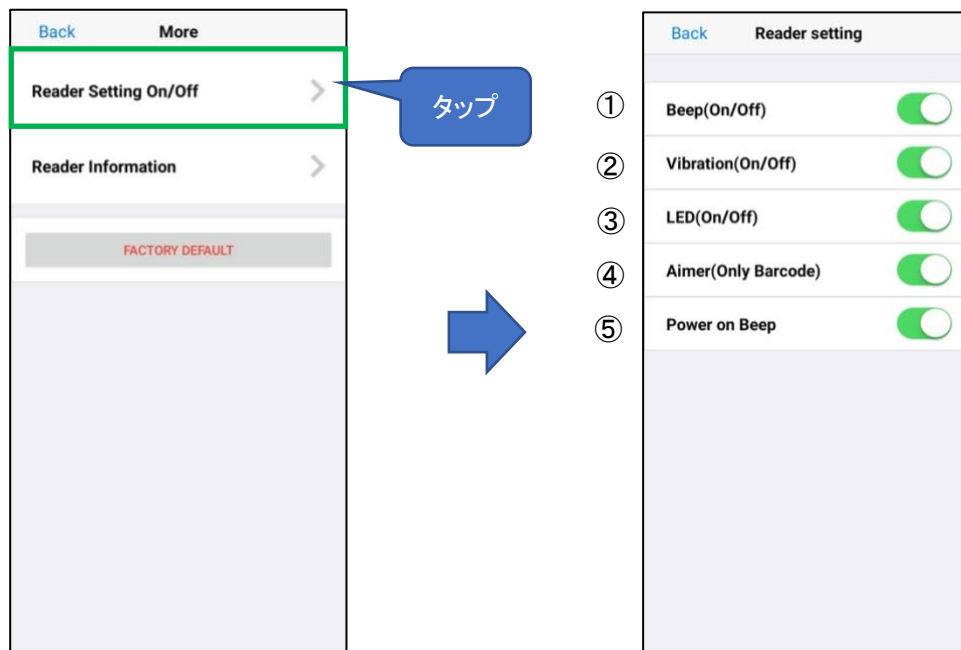 Back More
Reader Setting On/Off
タップ
Reader Information
FACTORY DEFAULT
Back Reader setting
① Beep(On/Off)
② Vibration(On/Off)
③ LED(On/Off)
④ Aimer(Only Barcode)
⑤ Power on Beep